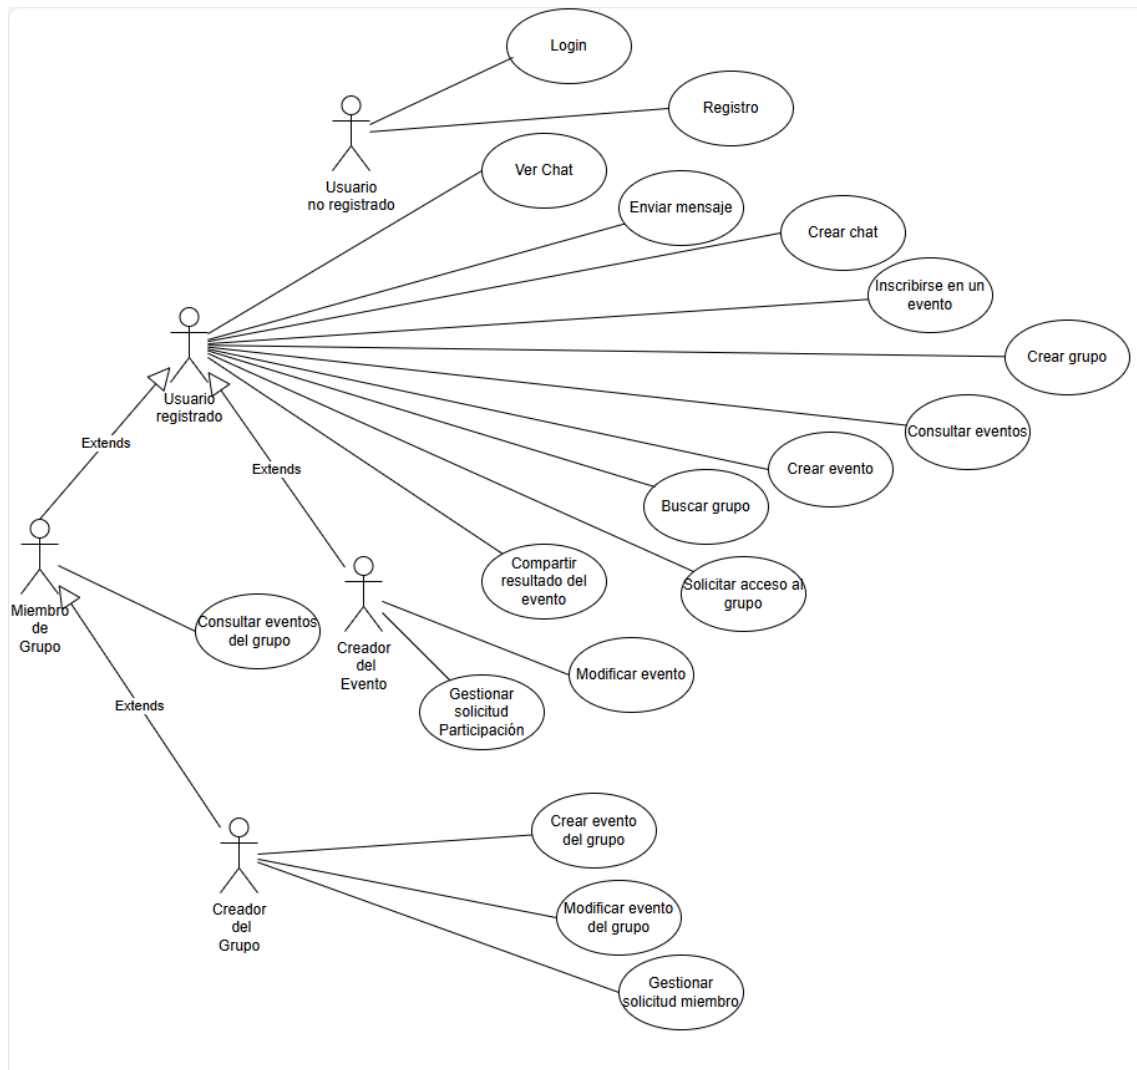 Login
Registro
Usuario
no registrado
Ver Chat
Enviar mensaje
Crear chat
Inscribirse en un
evento
Crear grupo
Usuario
registrado
Consultar eventos
Extends
Extends
Crear evento
Buscar grupo
Compartir
resultado del
evento
Solicitar acceso al
grupo
Miembro
de
Grupo
Consultar eventos
del grupo
Creador
del
Evento
Modificar evento
Gestionar
solicitud
Participación
Extends
Crear evento
del grupo
Creador
del
Grupo
Modificar evento
del grupo
Gestionar
solicitud miembro